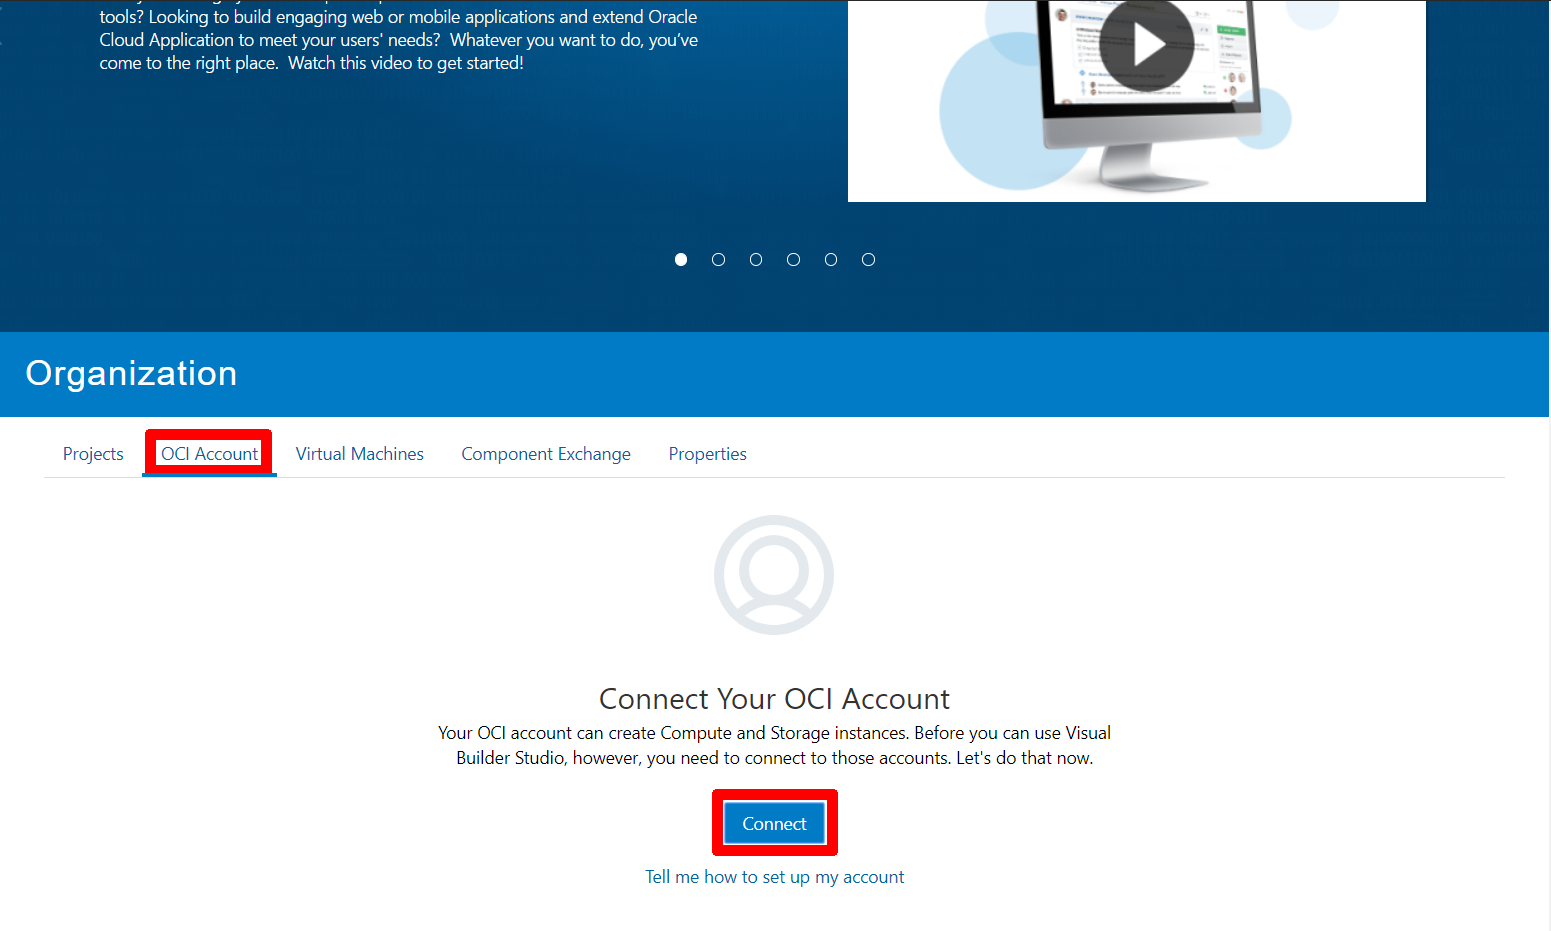 tools? Looking to build engaging web or mobile applications and extend Oracle
Cloud Application to meet your users' needs?  Whatever you want to do, you've
come to the right place.  Watch this video to get started!
Organization
Projects
OCI Account
Virtual Machines
Component Exchange
Properties
Connect Your OCI Account
Your OCI account can create Compute and Storage instances. Before you can use Visual
Builder Studio, however, you need to connect to those accounts. Let's do that now.
Connect
Tell me how to set up my account